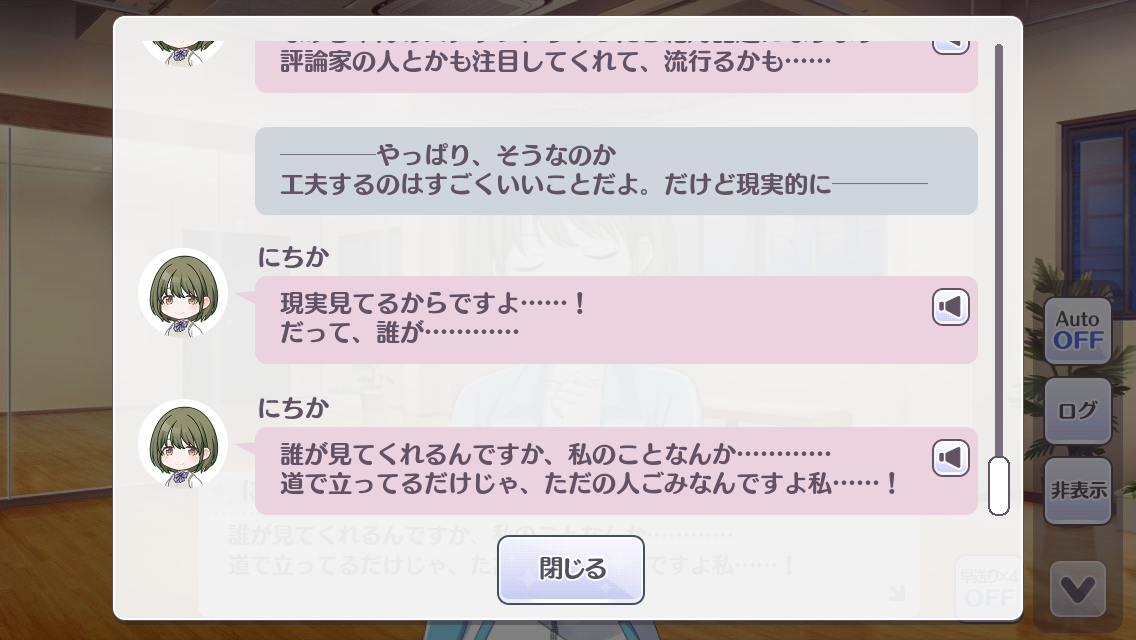 評論家の人とかも注目してくれて、流行るかも……
――――やっぱり、そうなのか
工夫するのはすごくいいことだよ。だけど現実的に――――
にちか
現実見てるからですよ……！
だって、誰が…………
にちか
誰が見てくれるんですか、私のことなんか…………
道で立ってるだけじゃ、ただの人ごみなんですよ私……！
閉じる
Auto
OFF
ログ
非表示
早送り×4
OFF